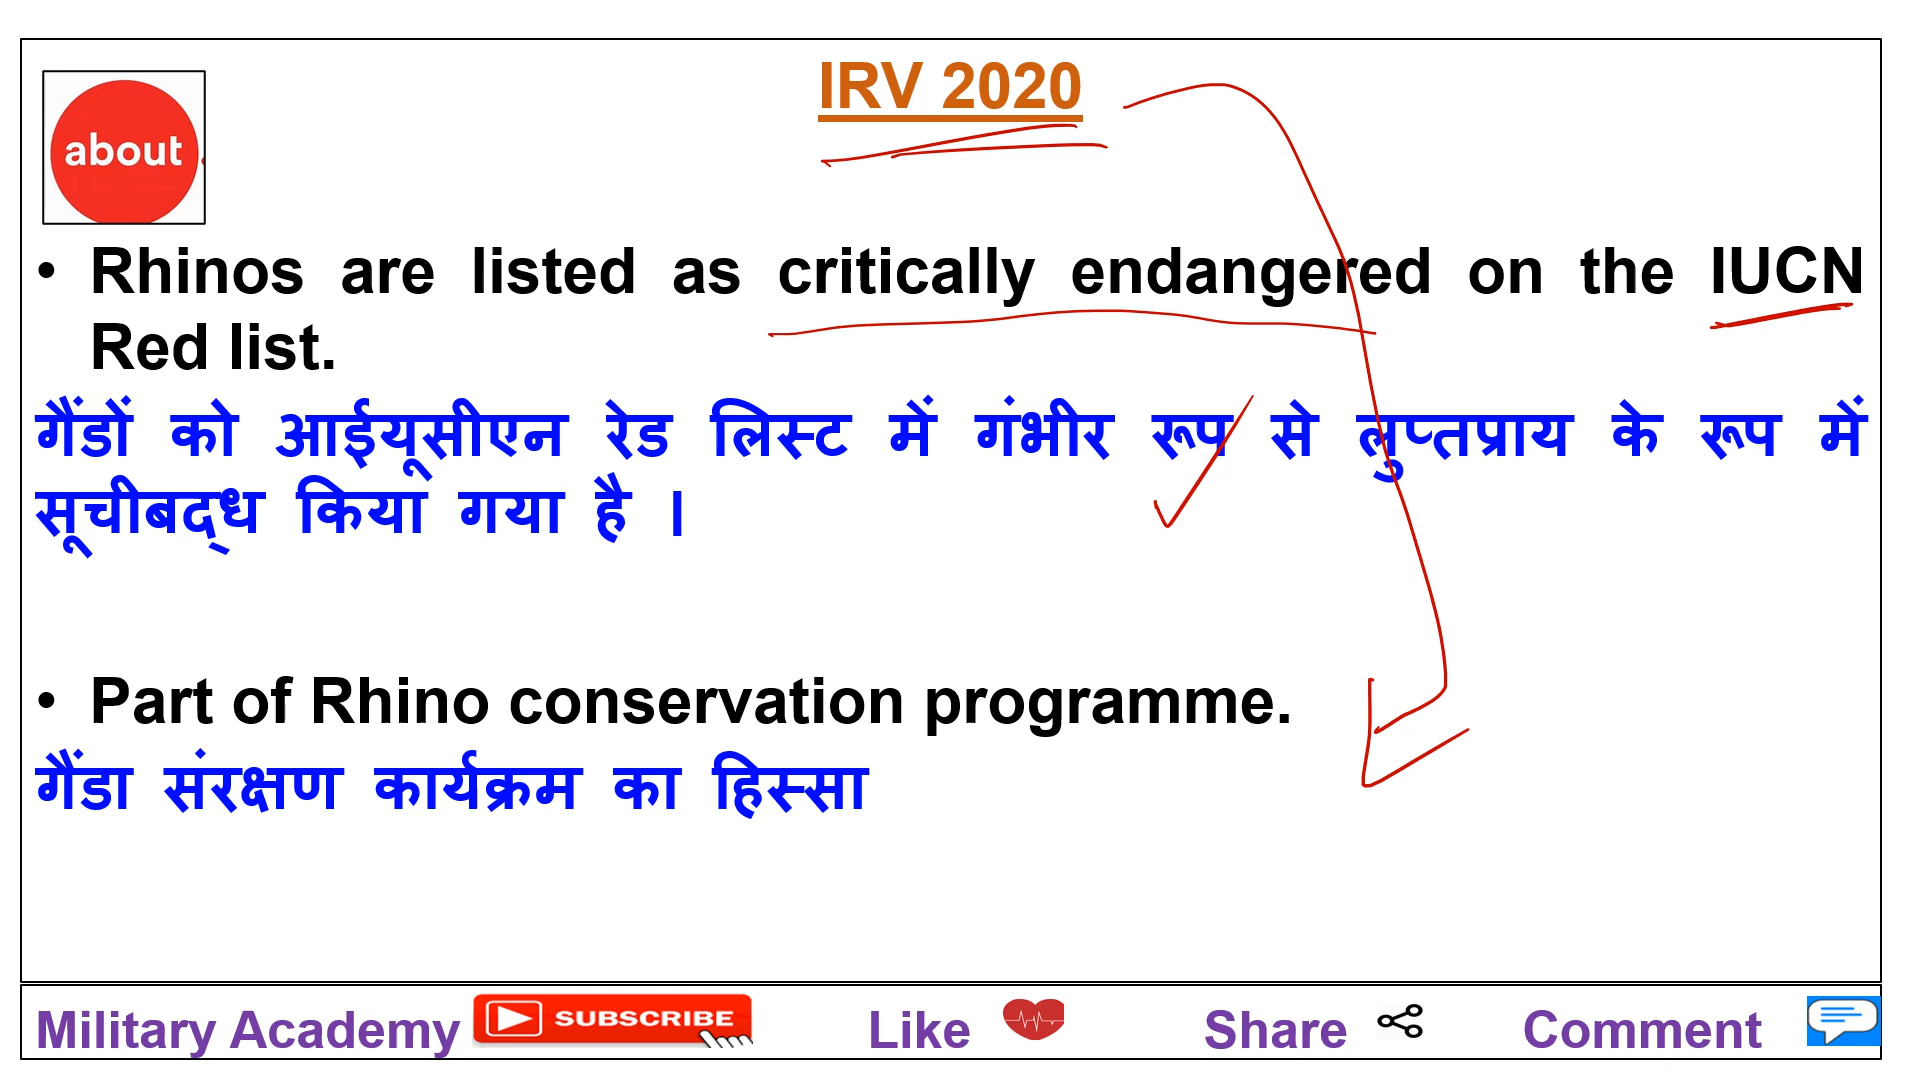 IRV 2020
about
• Rhinos are listed as critically endangered on the IUCN
Red list.
गैंडों को आईयूसीएन रेड लिस्ट में गंभीर रूप से लुप्तप्राय के रूप में
सूचीबद्ध किया गया है ।
• Part of Rhino conservation programme.
गैंडा संरक्षण कार्यक्रम का हिस्सा
Military Academy SUBSCRIBE Like Share Comment